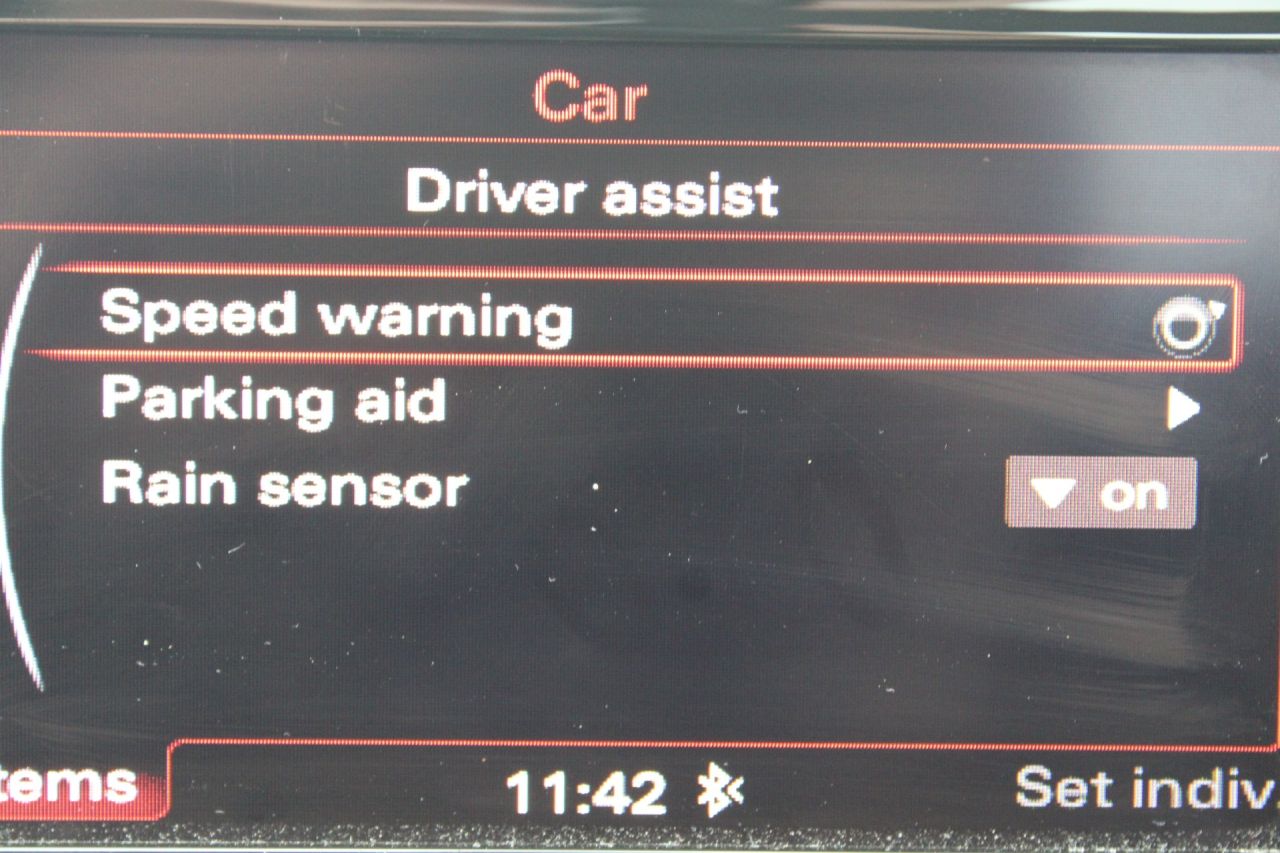 Car
Driver assist
Speed warning
Parking aid
Rain sensor on
tems 11:42 Set indiv